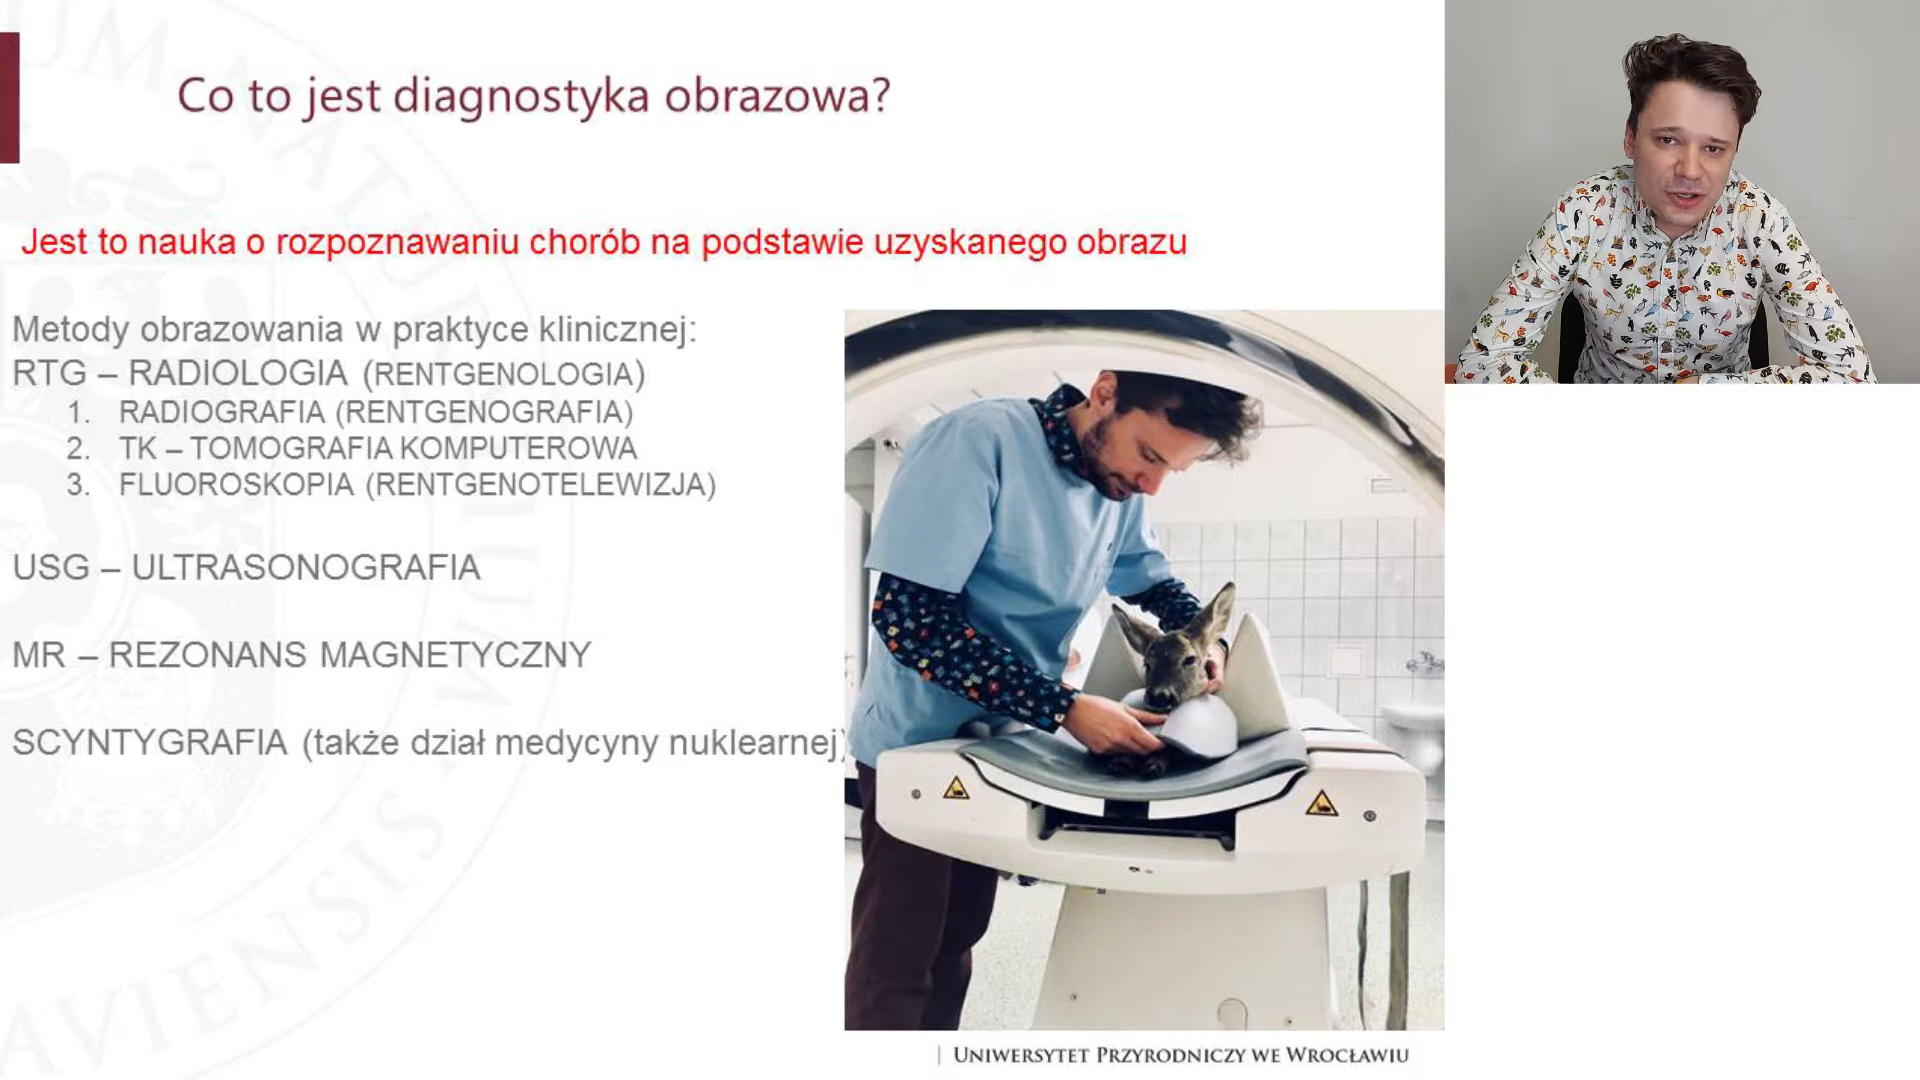 Co to jest diagnostyka obrazowa?
Jest to nauka o rozpoznawaniu chorób na podstawie uzyskanego obrazu
Metody obrazowania w praktyce klinicznej:
RTG – RADIOLOGIA (RENTGENOLOGIA)
1. RADIOGRAFIA (RENTGENOGRAFIA)
2. TK – TOMOGRAFIA KOMPUTEROWA
3. FLUOROSKOPIA (RENTGENOTELEWIZJA)
USG – ULTRASONOGRAFIA
MR – REZONANS MAGNETYCZNY
SCYNTYGRAFIA (także dział medycyny nuklearnej)
UNIWERSYTET PRZYRODNICZY WE WROCŁAWIU